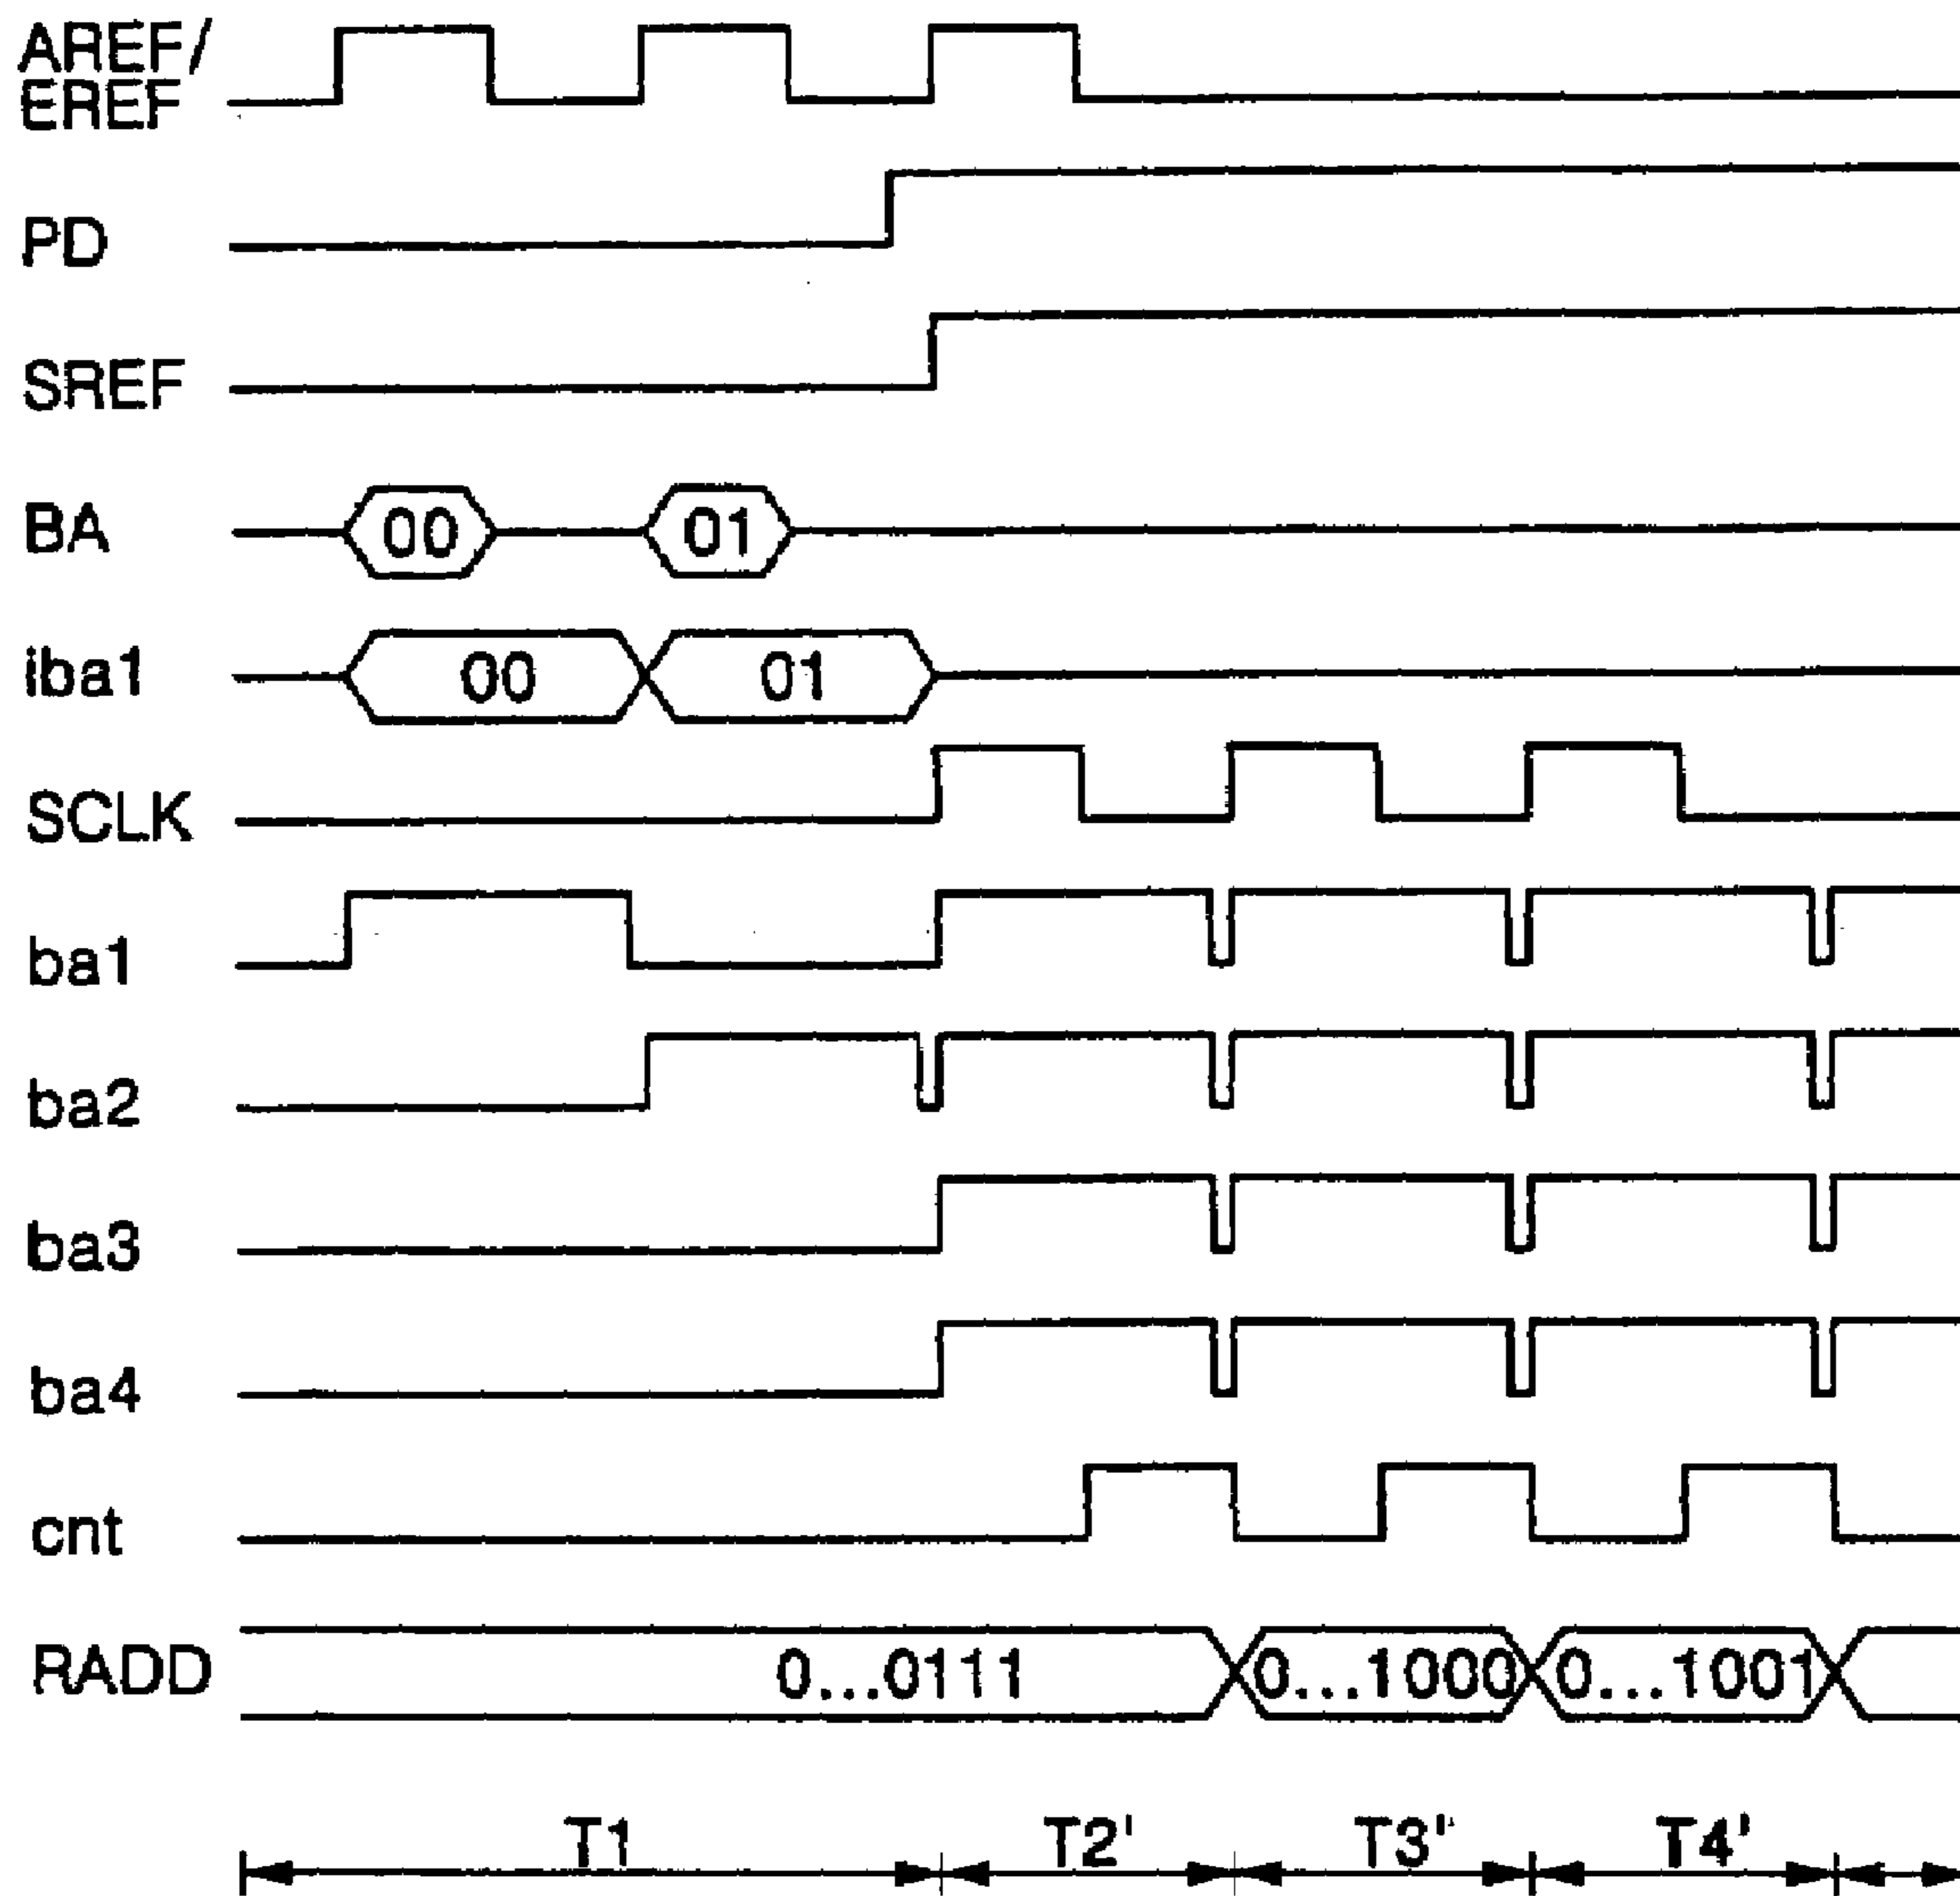 AREF/
EREF
PD
SREF
BA 00 01
iba1 00 01
SCLK
ba1
ba2
ba3
ba4
cnt
RADD 0...0111 0...1000 0...1001
T1 T2' T3' T4'